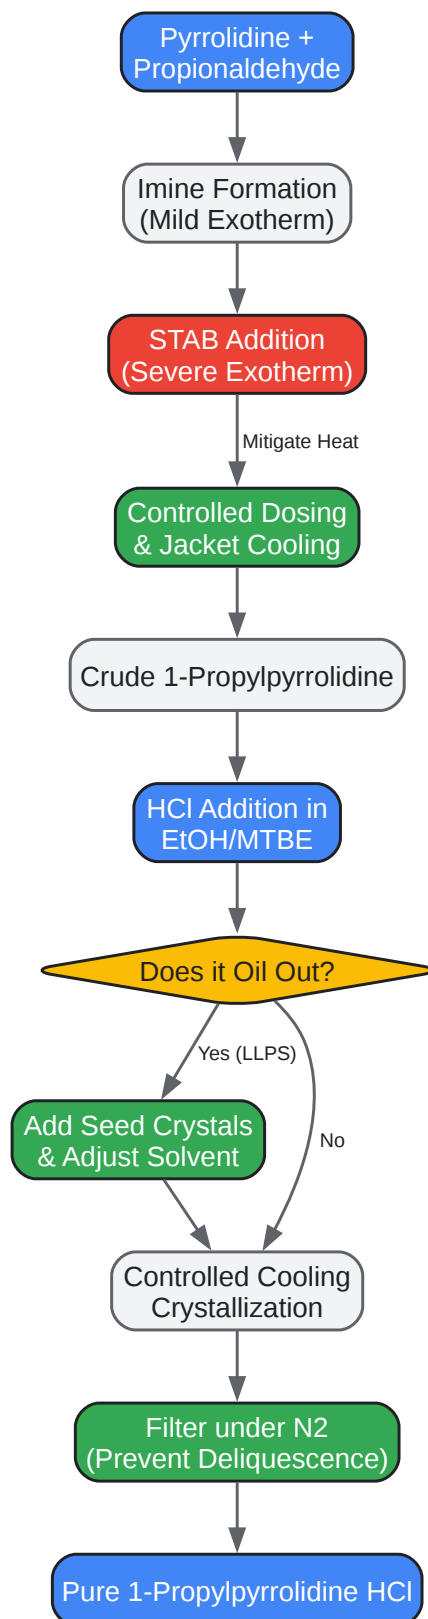 Pyrrolidine +
Propionaldehyde
Imine Formation
(Mild Exotherm)
STAB Addition
(Severe Exotherm)
Mitigate Heat
Controlled Dosing
& Jacket Cooling
Crude 1-Propylpyrrolidine
HCl Addition in
EtOH/MTBE
Does it Oil Out?
Yes (LLPS)
Add Seed Crystals
& Adjust Solvent
No
Controlled Cooling
Crystallization
Filter under N2
(Prevent Deliquescence)
Pure 1-Propylpyrrolidine HCl